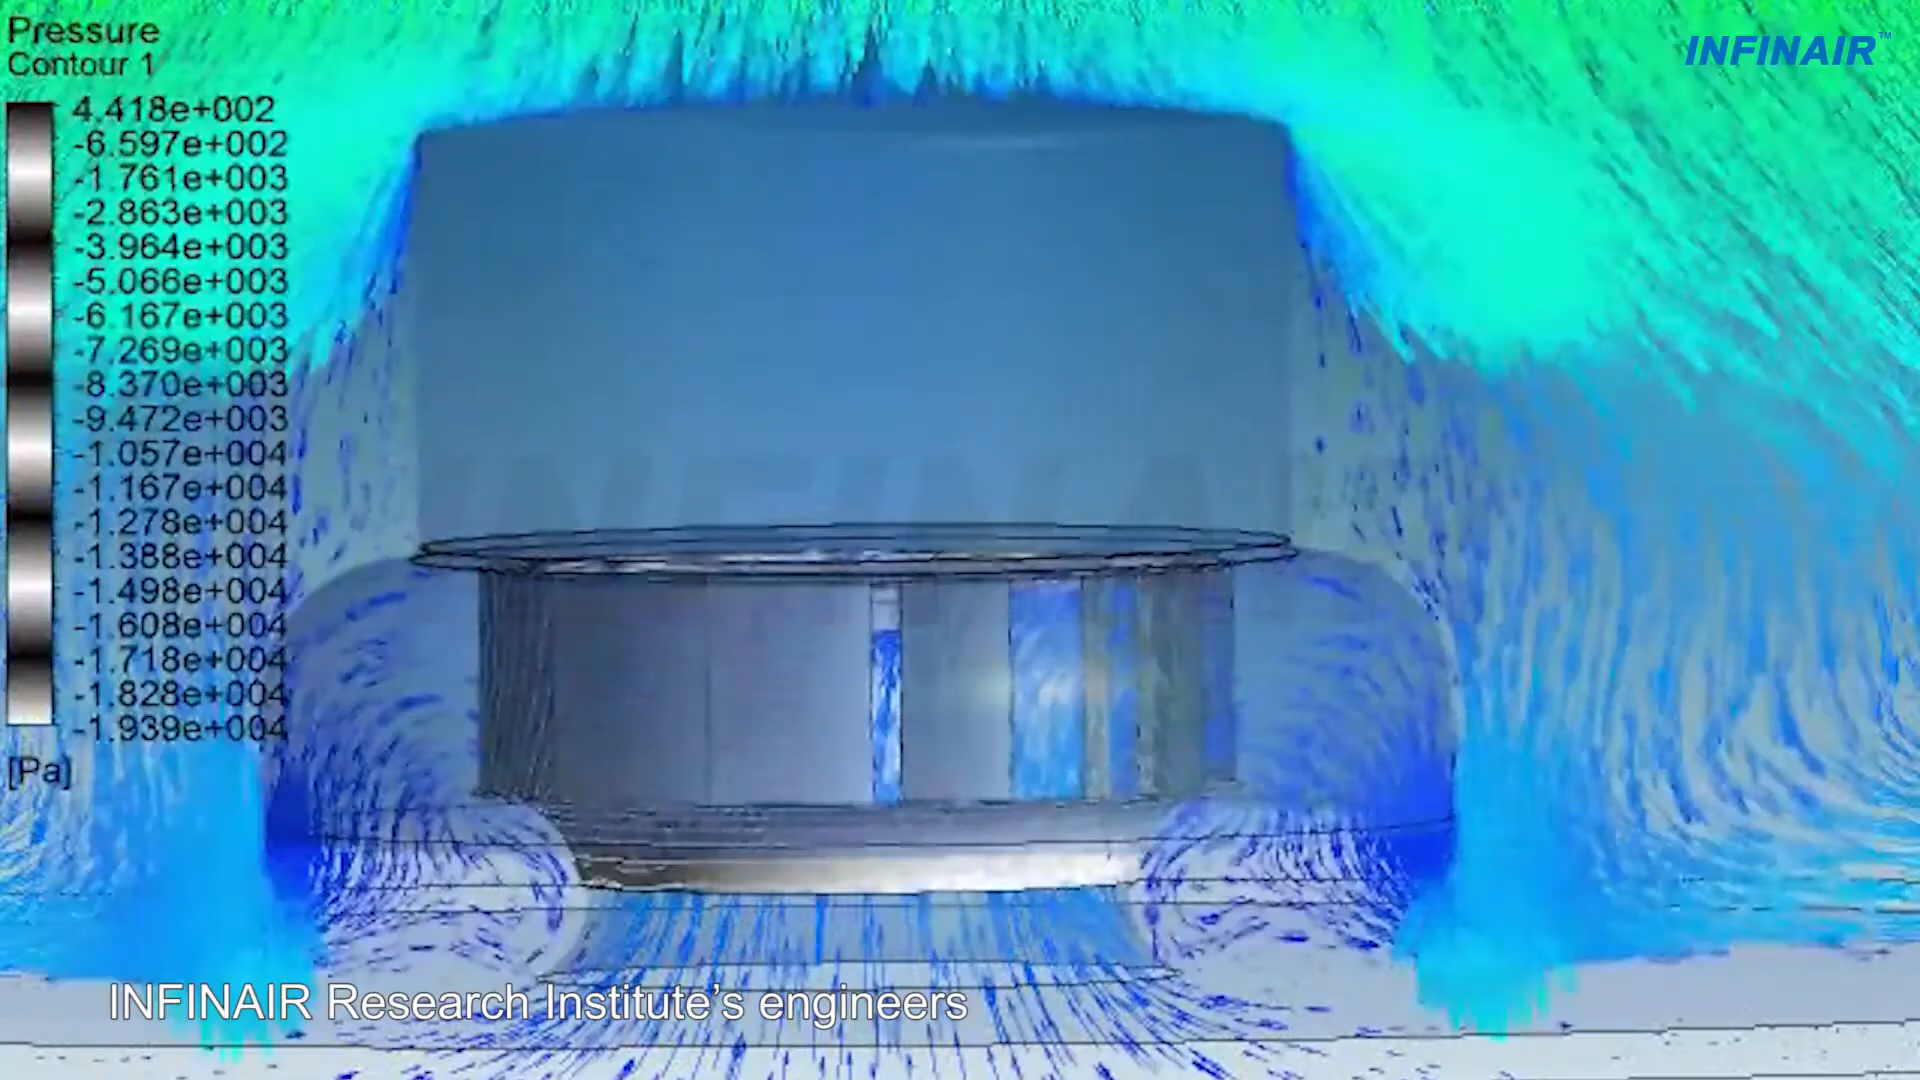 Pressure
Contour 1
INFINAIR™
4.418e+002
-6.597e+002
-1.761e+003
-2.863e+003
-3.964e+003
-5.066e+003
-6.167e+003
-7.269e+003
-8.370e+003
-9.472e+003
-1.057e+004
-1.167e+004
-1.278e+004
-1.388e+004
-1.498e+004
-1.608e+004
-1.718e+004
-1.828e+004
-1.939e+004
[Pa]
INFINAIR
INFINAIR Research Institute's engineers